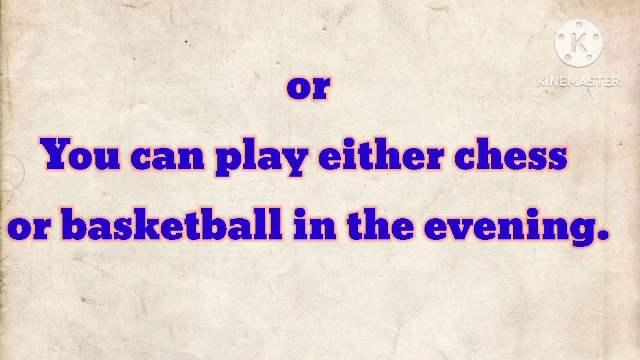 or
You can play either chess
or basketball in the evening.
K
KINEMASTER